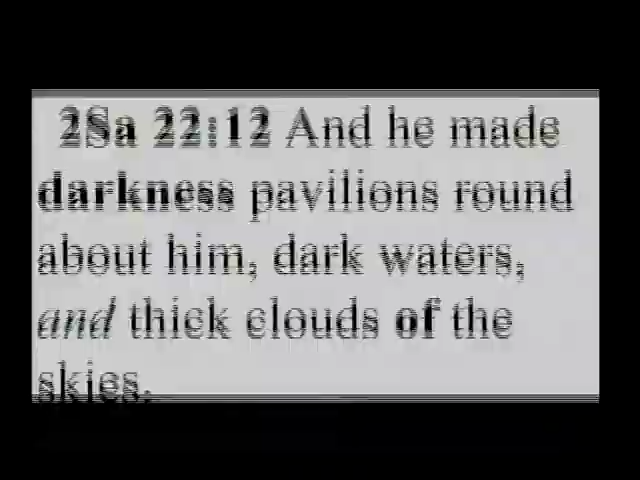 2Sa 22:12 And he made
darkness pavilions round
about him, dark waters,
and thick clouds of the
skies.